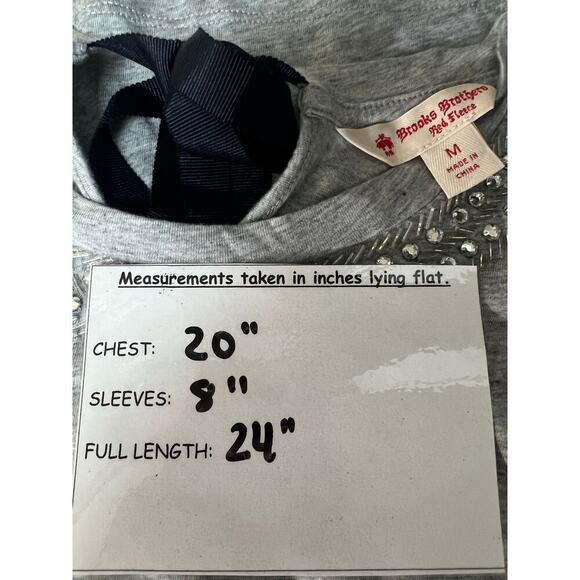 Brooks Brothers
Red Fleece
M
MADE IN
CHINA
Measurements taken in inches lying flat.
CHEST: 20"
SLEEVES: 8"
FULL LENGTH: 24"